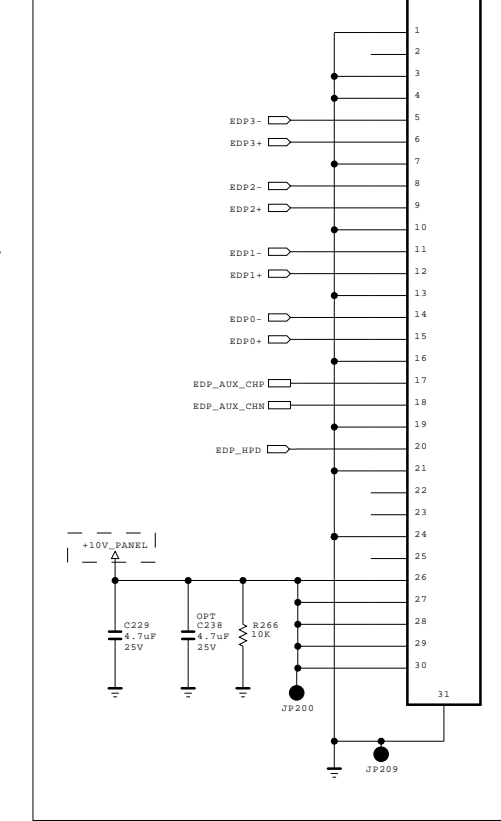 1
2
3
4
EDP3- 5
EDP3+ 6
7
EDP2- 8
EDP2+ 9
10
EDP1- 11
EDP1+ 12
13
EDP0- 14
EDP0+ 15
16
EDP_AUX_CHP 17
EDP_AUX_CHN 18
19
EDP_HPD 20
21
22
23
24
+10V_PANEL 25
26
27
OPT
C229 C238 R266 28
4.7uF 4.7uF 10K
25V 25V 29
30
31
JP200
JP209